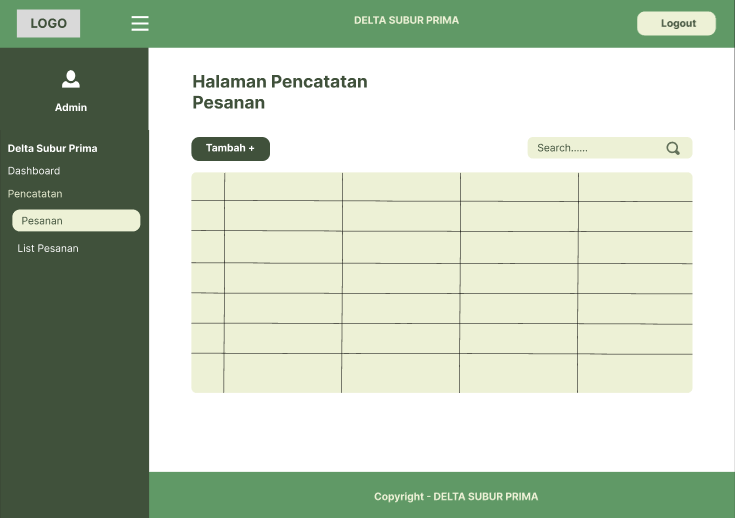 LOGO
DELTA SUBUR PRIMA
Logout
Admin
Delta Subur Prima
Dashboard
Pencatatan
Pesanan
List Pesanan
Halaman Pencatatan
Pesanan
Tambah +
Search......
Copyright - DELTA SUBUR PRIMA